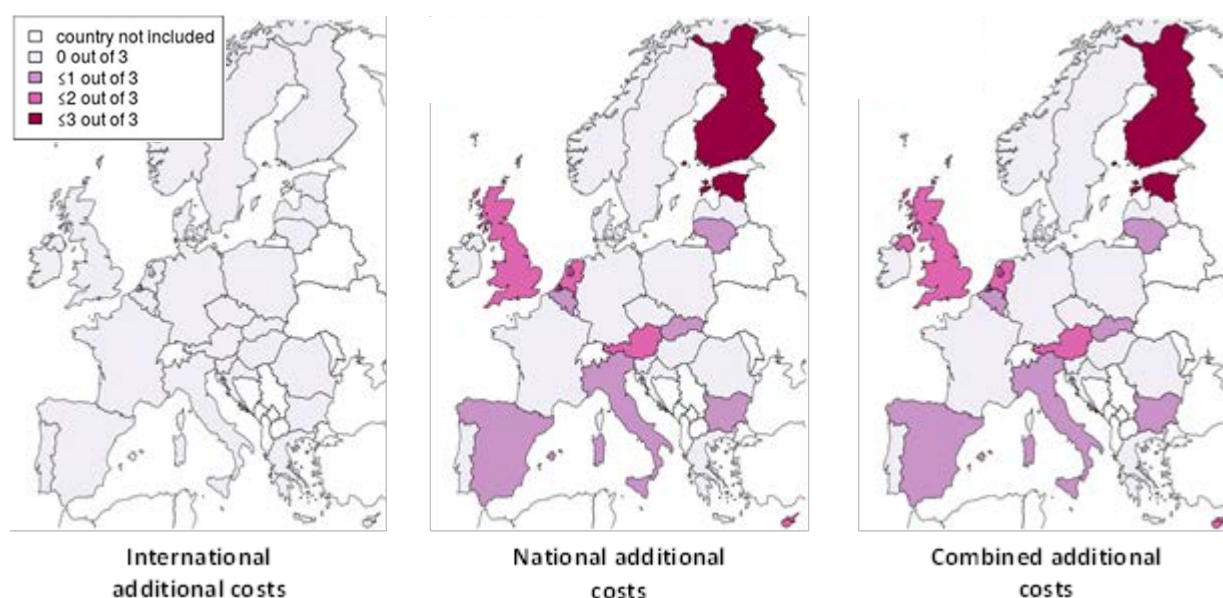 country not included
0 out of 3
≤1 out of 3
≤2 out of 3
≤3 out of 3
International
additional costs
National additional
costs
Combined additional
costs